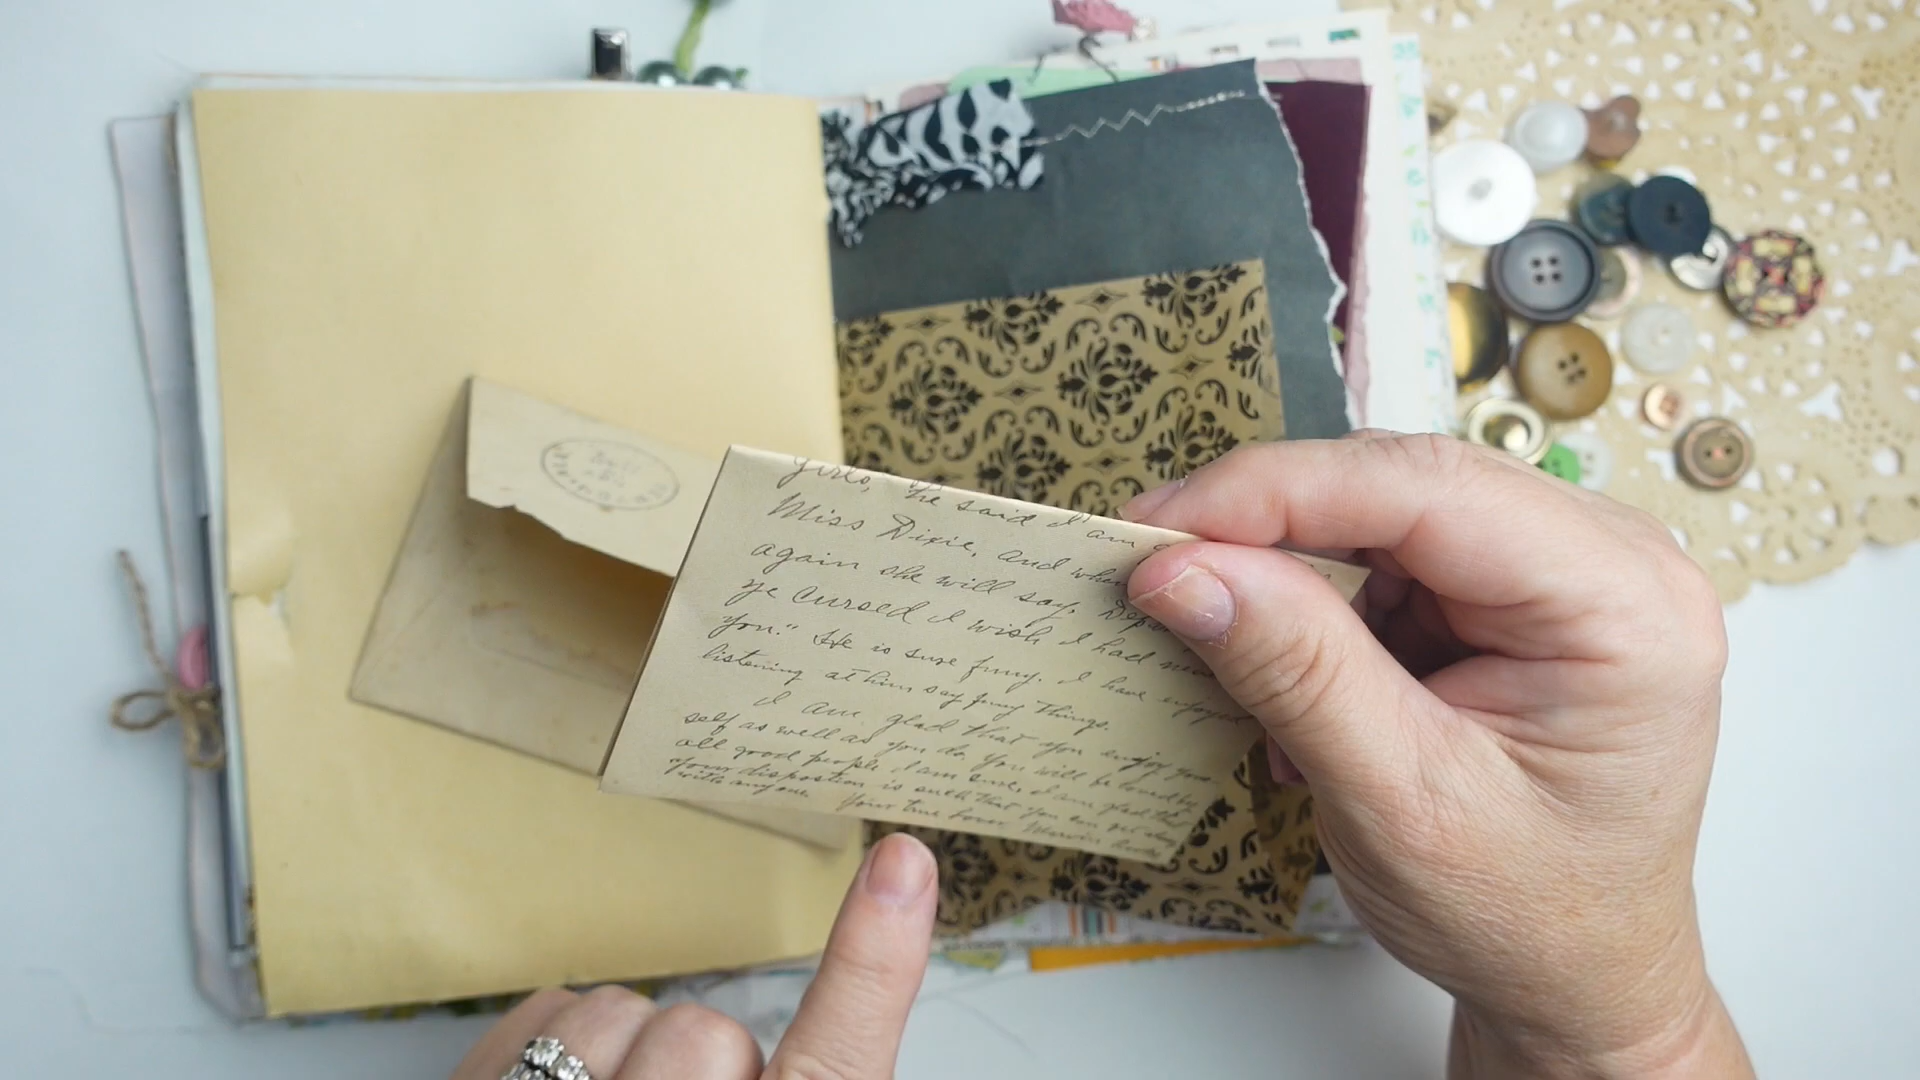 girls, he said I am
Miss Dixie, and when
again she will say, Depart
ye cursed I wish I had
you." He is sure funny. I have enjoyed
listening at him say funny things.
I am glad that you enjoy your
self as well as you do. You will be loved by
all good people I am sure. I am glad that
your disposition is such that you can get along
with any one. Your true lover